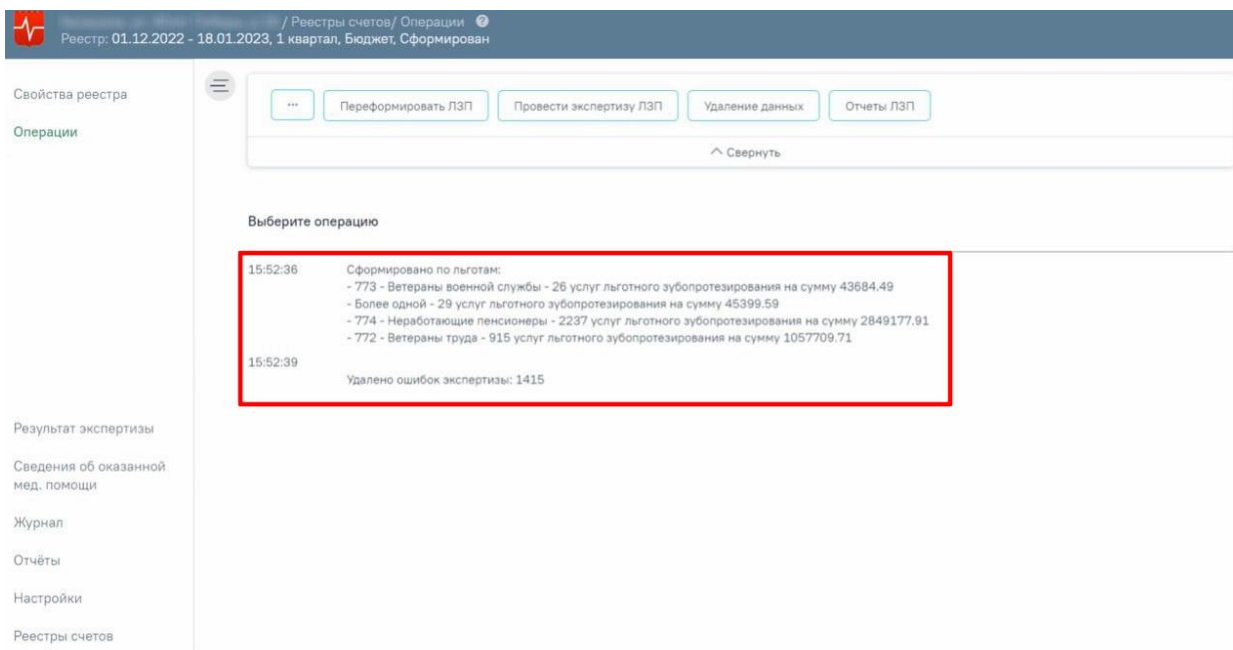 / Реестры счетов/ Операции ?
Реестр: 01.12.2022 - 18.01.2023, 1 квартал, Бюджет, Сформирован
Свойства реестра
Операции
... Переформировать ЛЗП Провести экспертизу ЛЗП Удаление данных Отчеты ЛЗП
Свернуть
Выберите операцию
15:52:36 Сформировано по льготам:
- 773 - Ветераны военной службы - 26 услуг льготного зубопротезирования на сумму 43684.49
- Более одной - 29 услуг льготного зубопротезирования на сумму 45399.59
- 774 - Неработающие пенсионеры - 2237 услуг льготного зубопротезирования на сумму 2849177.91
- 772 - Ветераны труда - 915 услуг льготного зубопротезирования на сумму 1057709.71
15:52:39
Удалено ошибок экспертизы: 1415
Результат экспертизы
Сведения об оказанной
мед. помощи
Журнал
Отчёты
Настройки
Реестры счетов